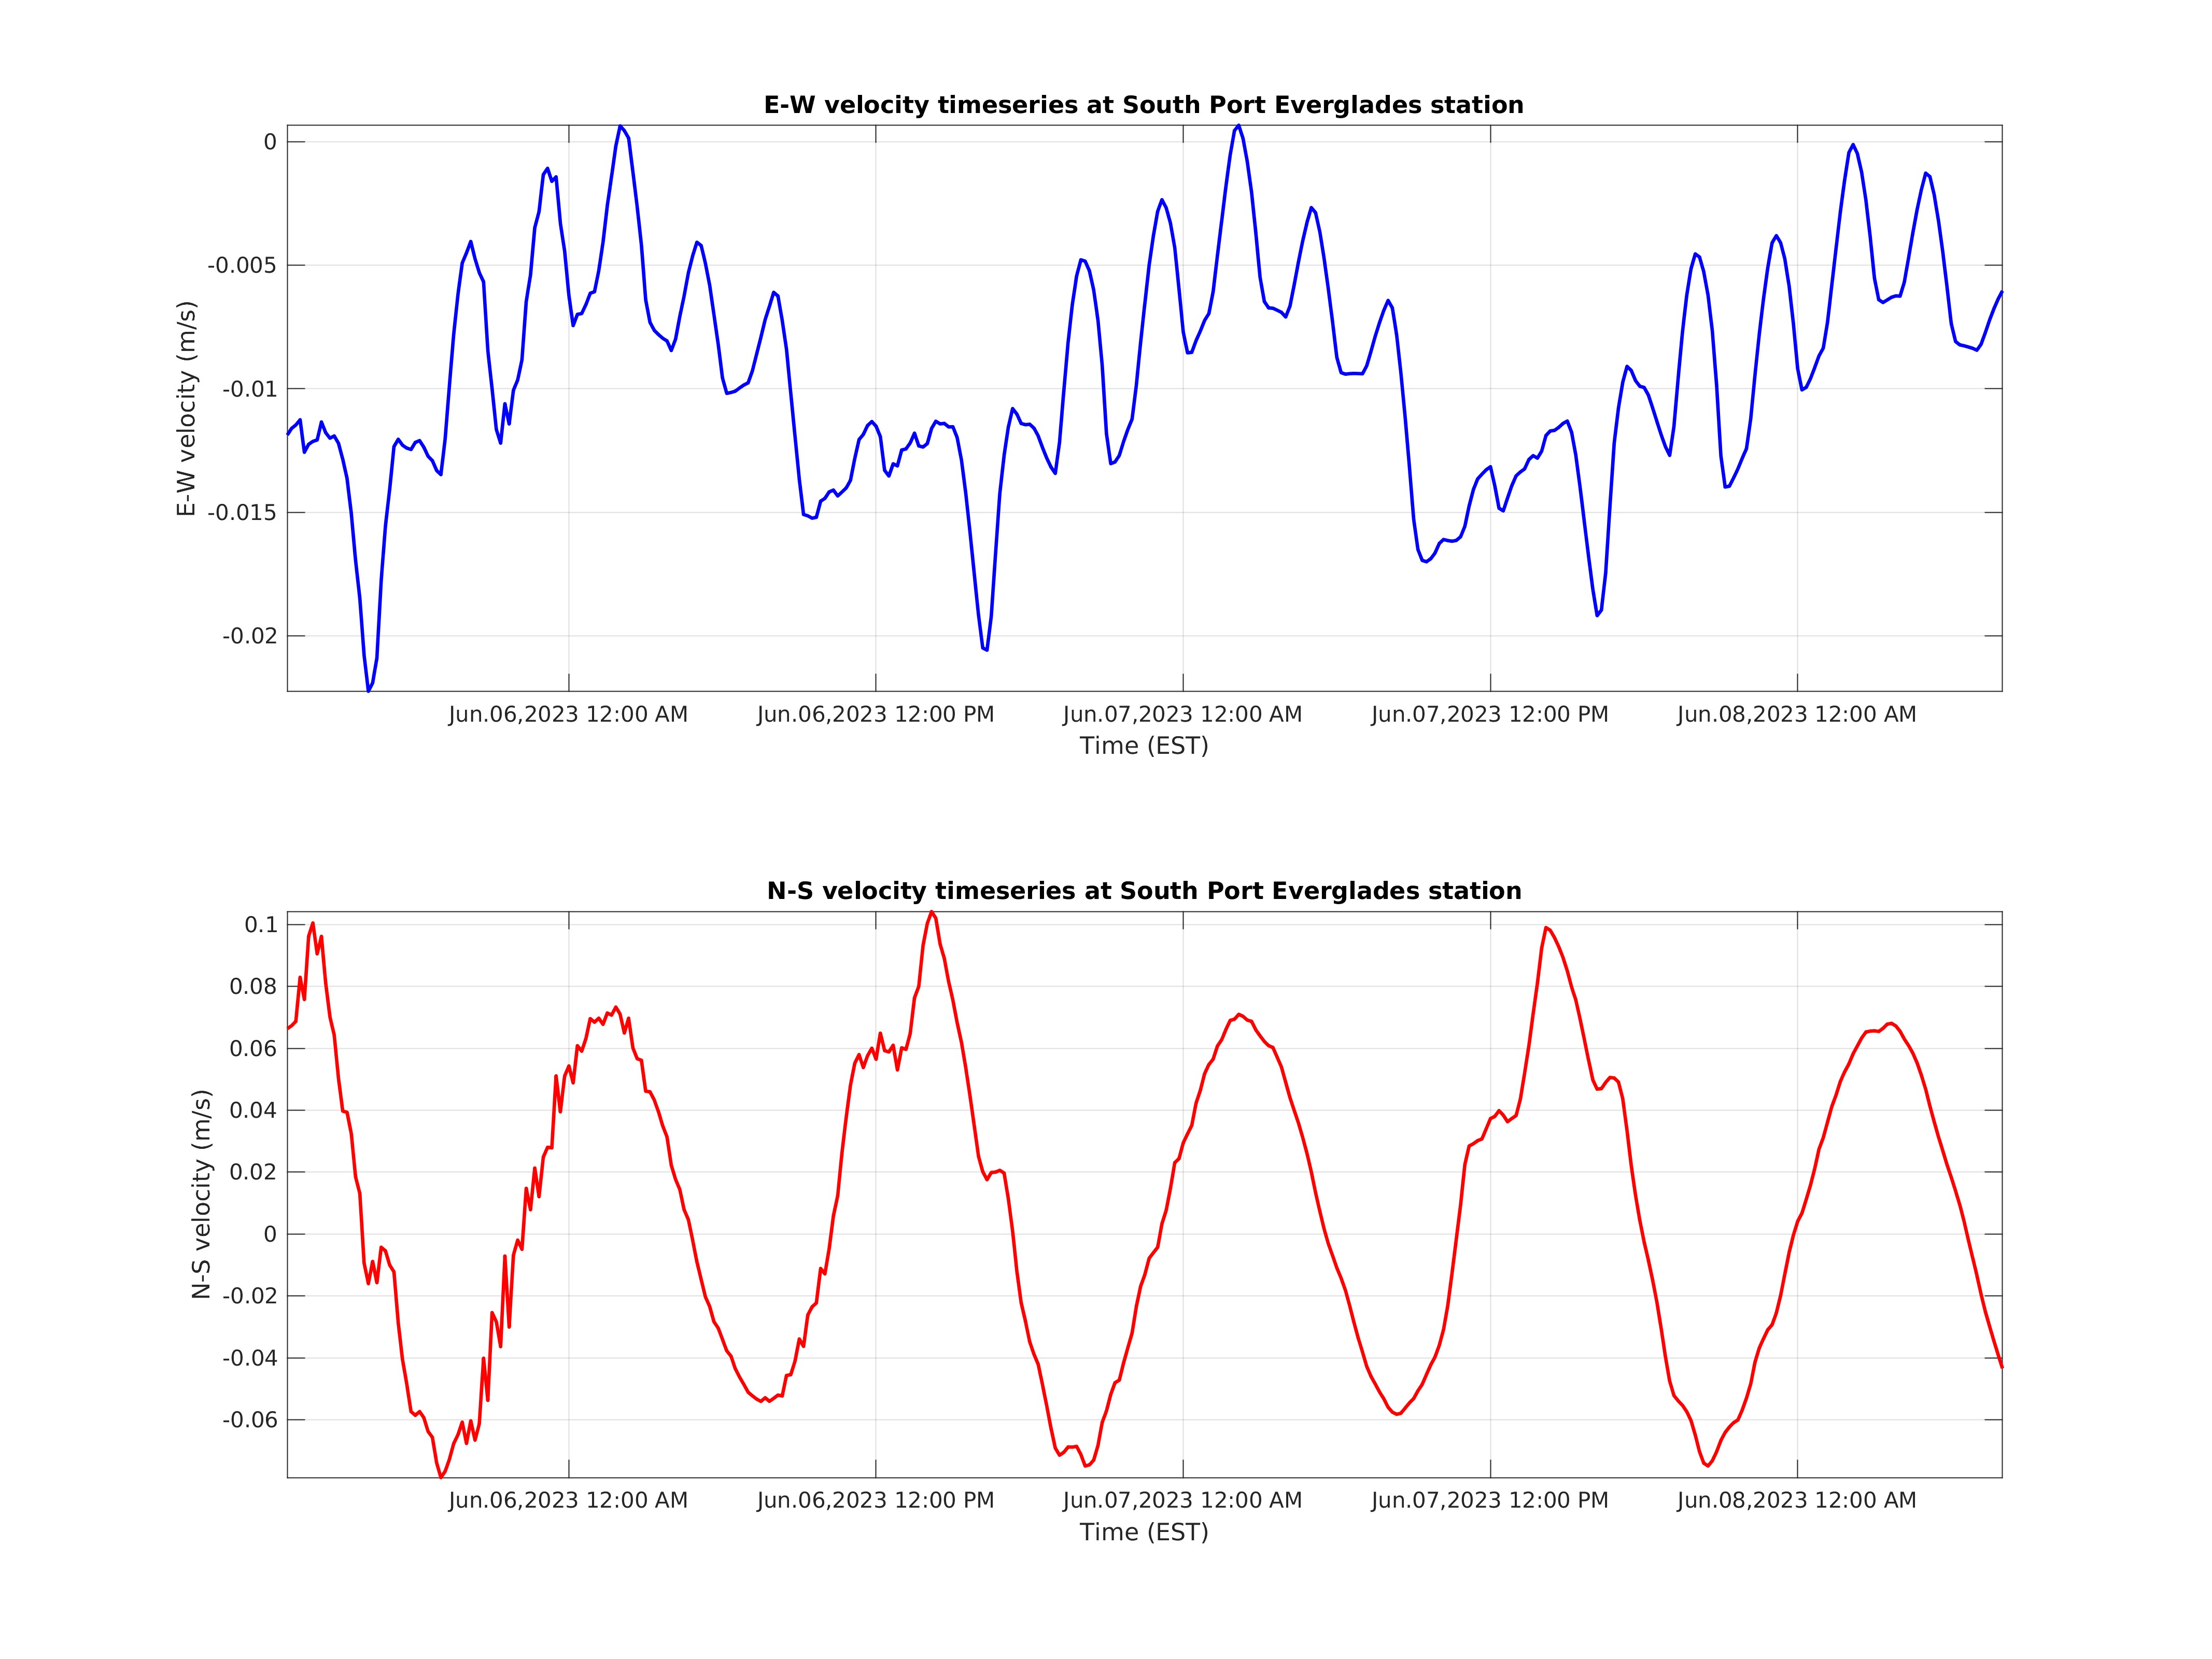 E-W velocity timeseries at South Port Everglades station
0
-0.005
-0.01
-0.015
-0.02
E-W velocity (m/s)
Jun.06,2023 12:00 AM Jun.06,2023 12:00 PM Jun.07,2023 12:00 AM Jun.07,2023 12:00 PM Jun.08,2023 12:00 AM
Time (EST)
N-S velocity timeseries at South Port Everglades station
0.1
0.08
0.06
0.04
0.02
0
-0.02
-0.04
-0.06
N-S velocity (m/s)
Jun.06,2023 12:00 AM Jun.06,2023 12:00 PM Jun.07,2023 12:00 AM Jun.07,2023 12:00 PM Jun.08,2023 12:00 AM
Time (EST)